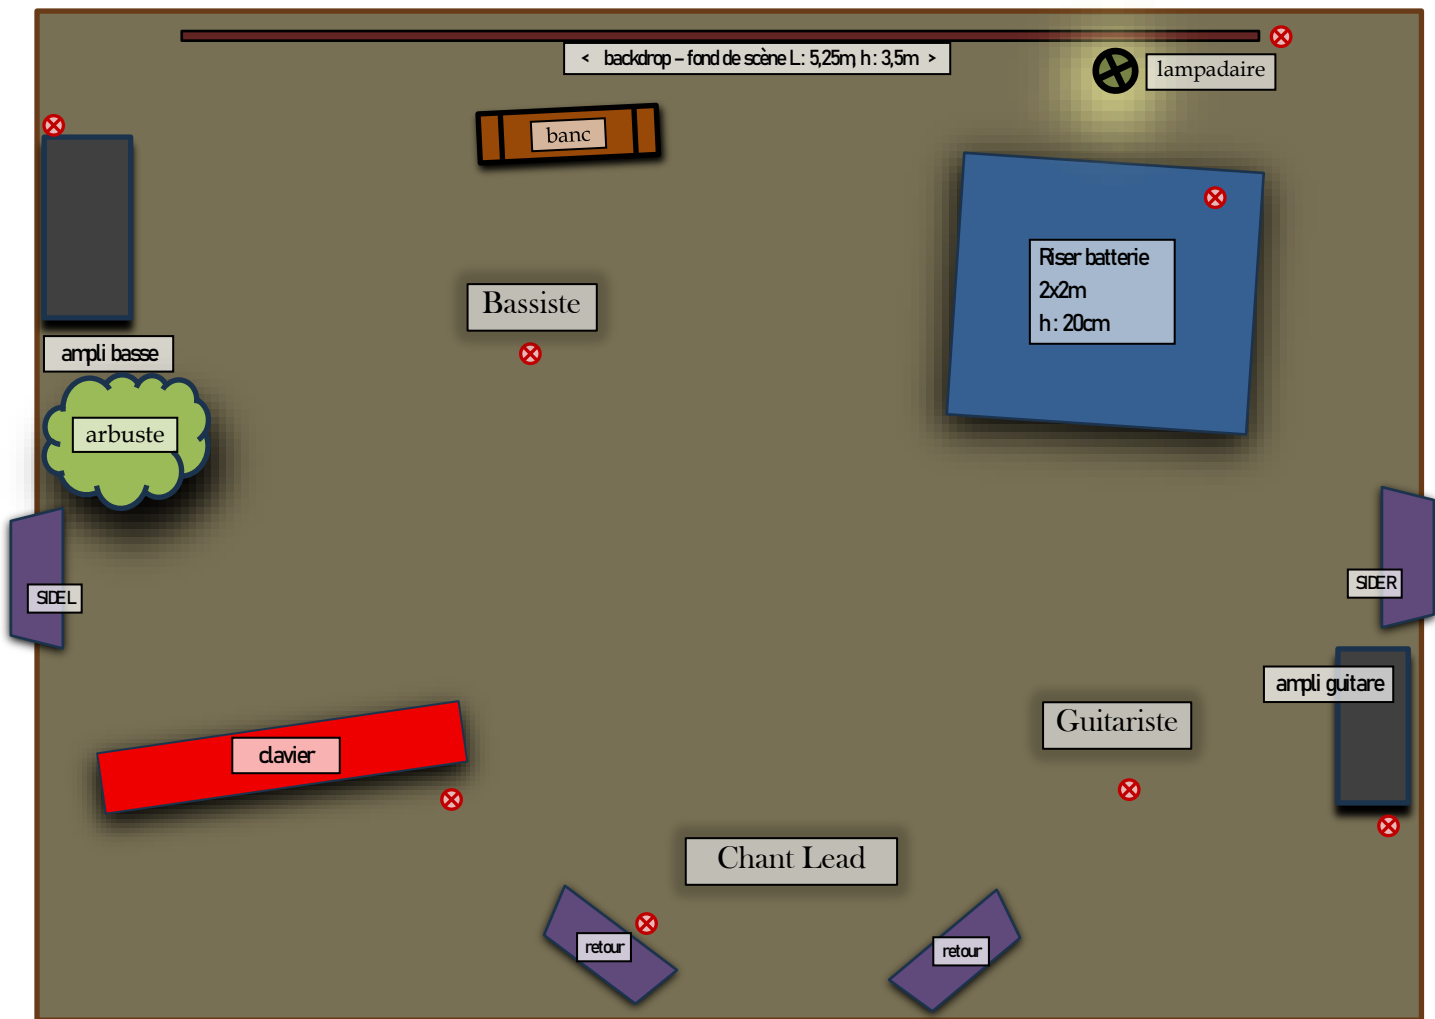 < backdrop – fond de scène L : 5,25m, h : 3,5m >
lampadaire
banc
Riser batterie
2x2m
h : 20cm
Bassiste
ampli basse
arbuste
SIDE L
SIDE R
ampli guitare
Guitariste
clavier
Chant Lead
retour
retour